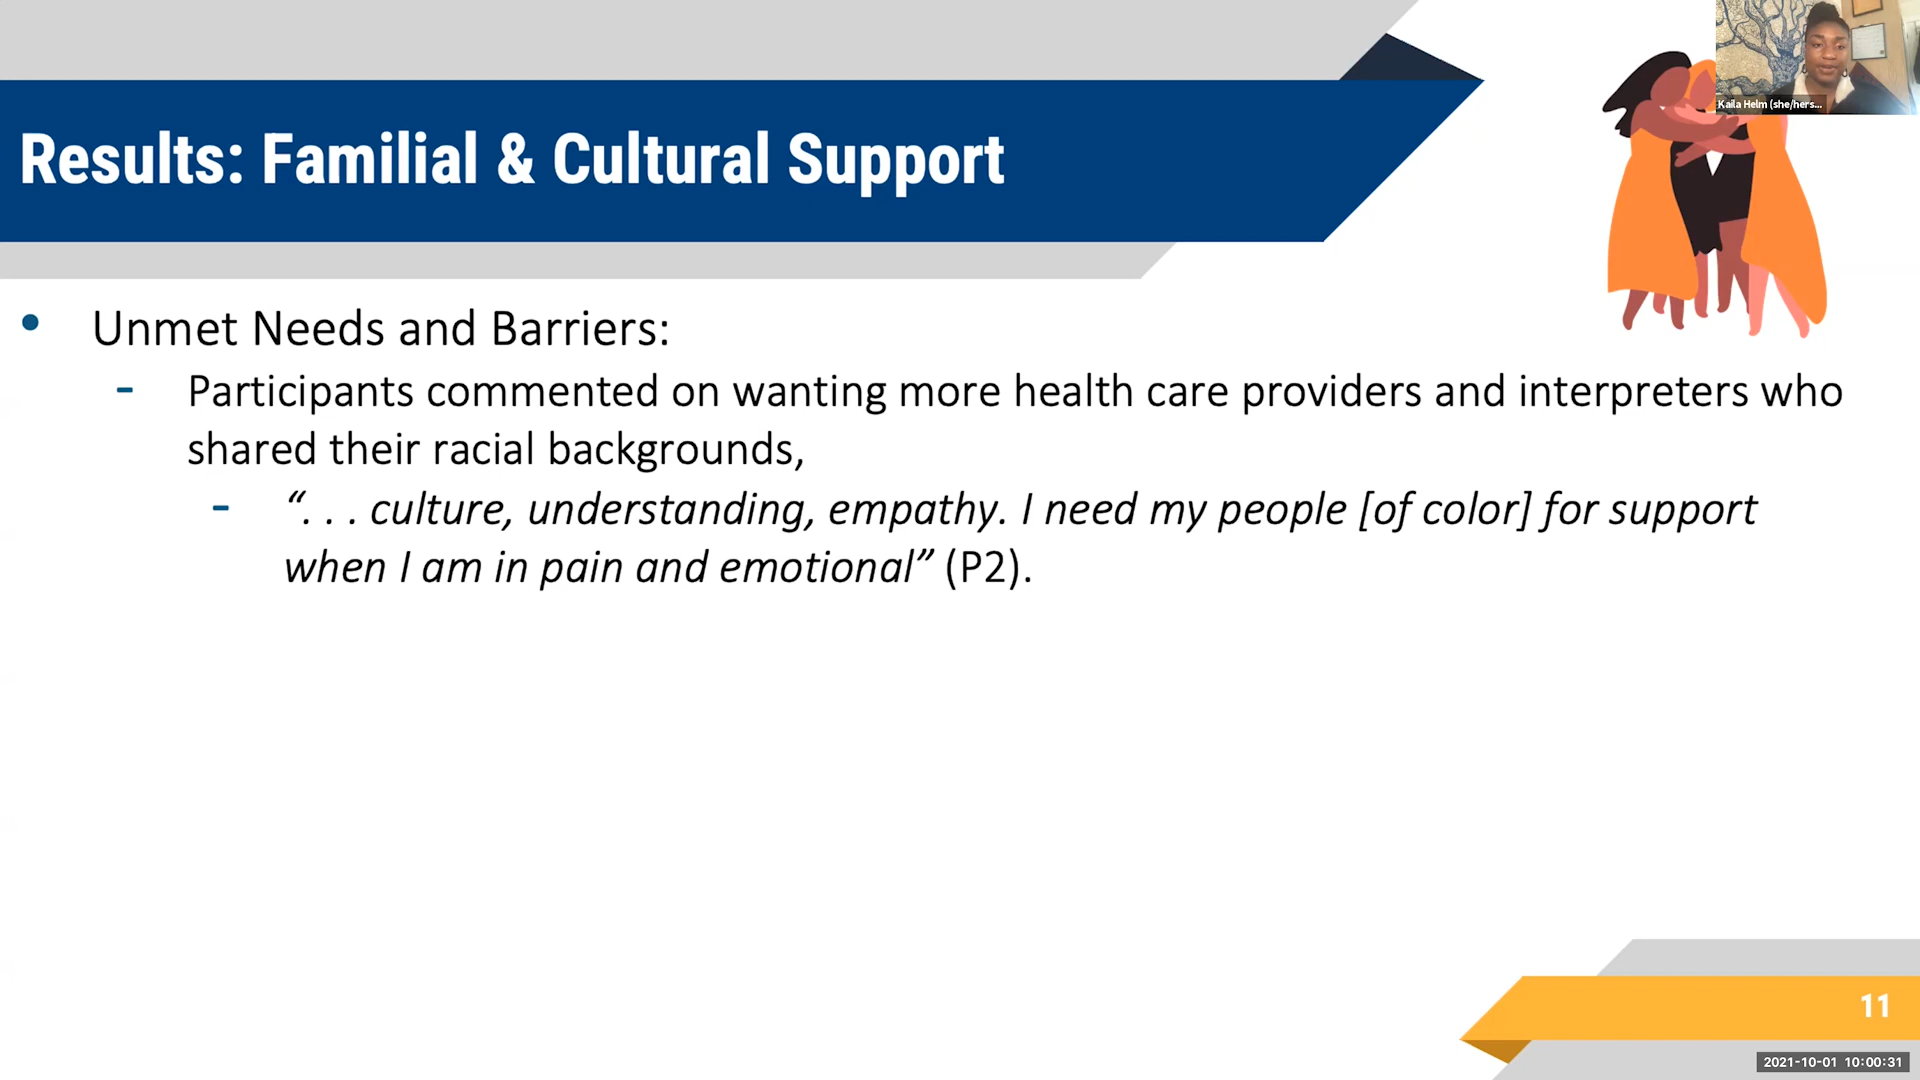 Kaila Helm (she/hers...
Results: Familial & Cultural Support
• Unmet Needs and Barriers:
- Participants commented on wanting more health care providers and interpreters who
shared their racial backgrounds,
- “. . . culture, understanding, empathy. I need my people [of color] for support
when I am in pain and emotional” (P2).
11
2021-10-01 10:00:31